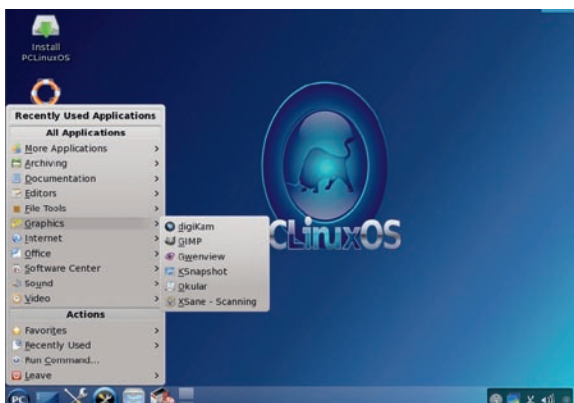 Install
PCLinuxOS
Recently Used Applications
All Applications
More Applications
Archiving
Documentation
Editors
File Tools
Graphics
Internet
Office
Software Center
Sound
Video
Actions
Favorites
Recently Used
Run Command...
Leave
digiKam
GIMP
Gwenview
KSnapshot
Okular
XSane - Scanning
CLinuxOS
PC